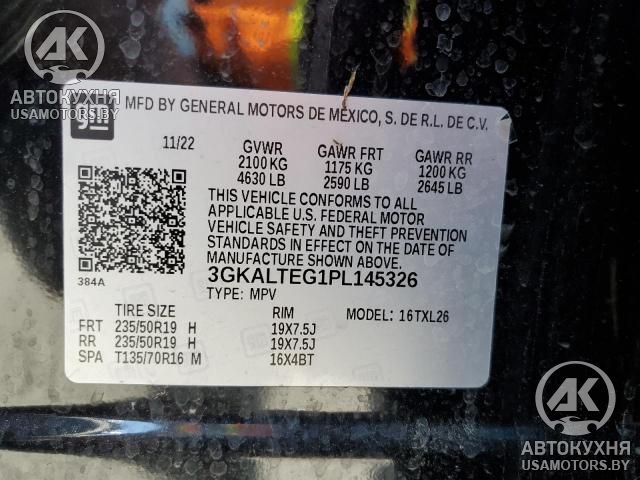 АК
АВТОКУХНЯ
USAMOTORS.BY
GM
MFD BY GENERAL MOTORS DE MEXICO, S. DE R.L. DE C.V.
11/22 GVWR GAWR FRT GAWR RR
2100 KG 1175 KG 1200 KG
4630 LB 2590 LB 2645 LB
THIS VEHICLE CONFORMS TO ALL
APPLICABLE U.S. FEDERAL MOTOR
VEHICLE SAFETY AND THEFT PREVENTION
STANDARDS IN EFFECT ON THE DATE OF
MANUFACTURE SHOWN ABOVE.
384A 3GKALTEG1PL145326
TYPE: MPV
TIRE SIZE RIM MODEL: 16TXL26
FRT 235/50R19 H 19X7.5J
RR 235/50R19 H 19X7.5J
SPA T135/70R16 M 16X4BT
АК
АВТОКУХНЯ
USAMOTORS.BY